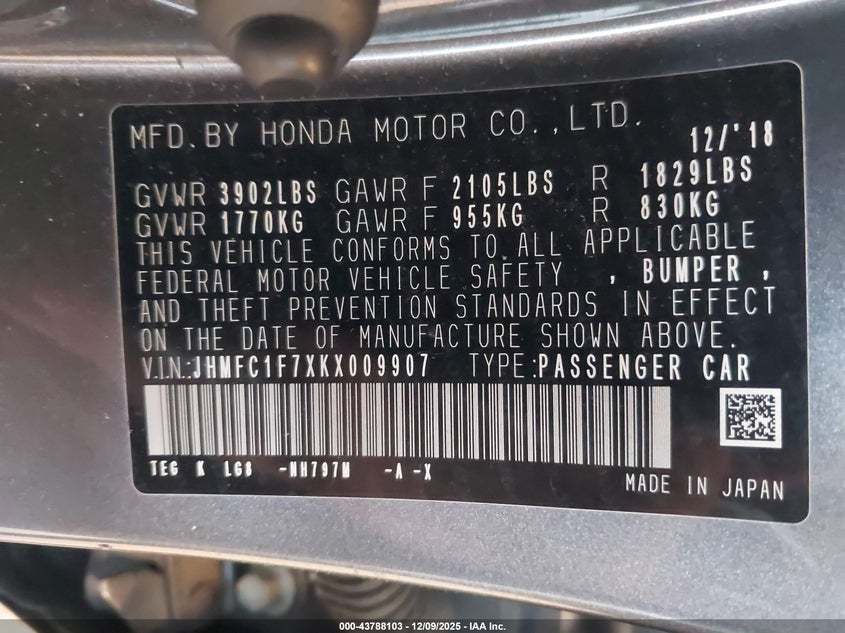 MFD. BY HONDA MOTOR CO., LTD. 12/'18
GVWR 3902LBS GAWR F 2105LBS R 1829LBS
GVWR 1770KG GAWR F 955KG R 830KG
THIS VEHICLE CONFORMS TO ALL APPLICABLE
FEDERAL MOTOR VEHICLE SAFETY , BUMPER ,
AND THEFT PREVENTION STANDARDS IN EFFECT
ON THE DATE OF MANUFACTURE SHOWN ABOVE.
V.I.N.:JHMFC1F7XKX009907 TYPE:PASSENGER CAR
TEG K LG8 -NH797M -A -X
MADE IN JAPAN
000-43788103 - 12/09/2025 - IAA Inc.